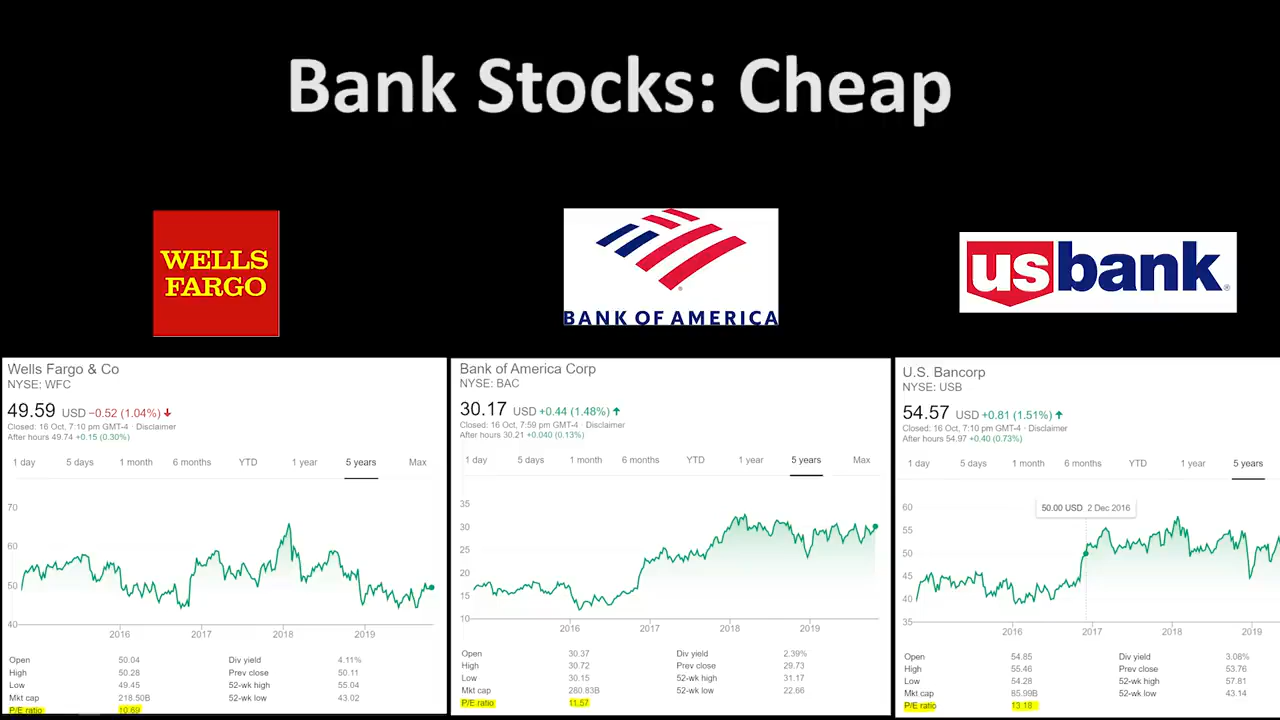 Bank Stocks: Cheap
WELLS
FARGO
BANK OF AMERICA
usbank
Wells Fargo & Co
NYSE: WFC
49.59 USD −0.52 (1.04%)
Closed: 16 Oct, 7:10 pm GMT-4 · Disclaimer
After hours 49.74 +0.15 (0.30%)
1 day 5 days 1 month 6 months YTD 1 year 5 years Max
70
60
50
40
2016 2017 2018 2019
Open 50.04 Div yield 4.11%
High 50.28 Prev close 50.11
Low 49.45 52-wk high 55.04
Mkt cap 218.50B 52-wk low 43.02
P/E ratio 10.69
Bank of America Corp
NYSE: BAC
30.17 USD +0.44 (1.48%)
Closed: 16 Oct, 7:59 pm GMT-4 · Disclaimer
After hours 30.21 +0.040 (0.13%)
1 day 5 days 1 month 6 months YTD 1 year 5 years Max
35
30
25
20
15
10
2016 2017 2018 2019
Open 30.37 Div yield 2.39%
High 30.72 Prev close 29.73
Low 30.15 52-wk high 31.17
Mkt cap 280.83B 52-wk low 22.66
P/E ratio 11.57
U.S. Bancorp
NYSE: USB
54.57 USD +0.81 (1.51%)
Closed: 16 Oct, 7:10 pm GMT-4 · Disclaimer
After hours 54.97 +0.40 (0.73%)
1 day 5 days 1 month 6 months YTD 1 year 5 years
50.00 USD 2 Dec 2016
60
55
50
45
40
35
2016 2017 2018 2019
Open 54.85 Div yield 3.08%
High 55.46 Prev close 53.76
Low 54.28 52-wk high 57.81
Mkt cap 85.99B 52-wk low 43.14
P/E ratio 13.18